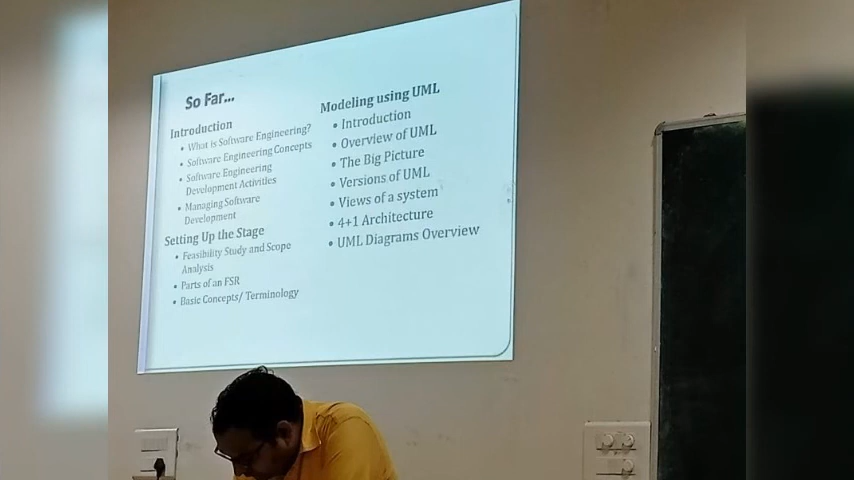 So Far...
Introduction
• What is Software Engineering?
• Software Engineering Concepts
• Software Engineering
Development Activities
• Managing Software
Development
Setting Up the Stage
• Feasibility Study and Scope
Analysis
• Parts of an FSR
• Basic Concepts/ Terminology
Modeling using UML
• Introduction
• Overview of UML
• The Big Picture
• Versions of UML
• Views of a system
• 4+1 Architecture
• UML Diagrams Overview